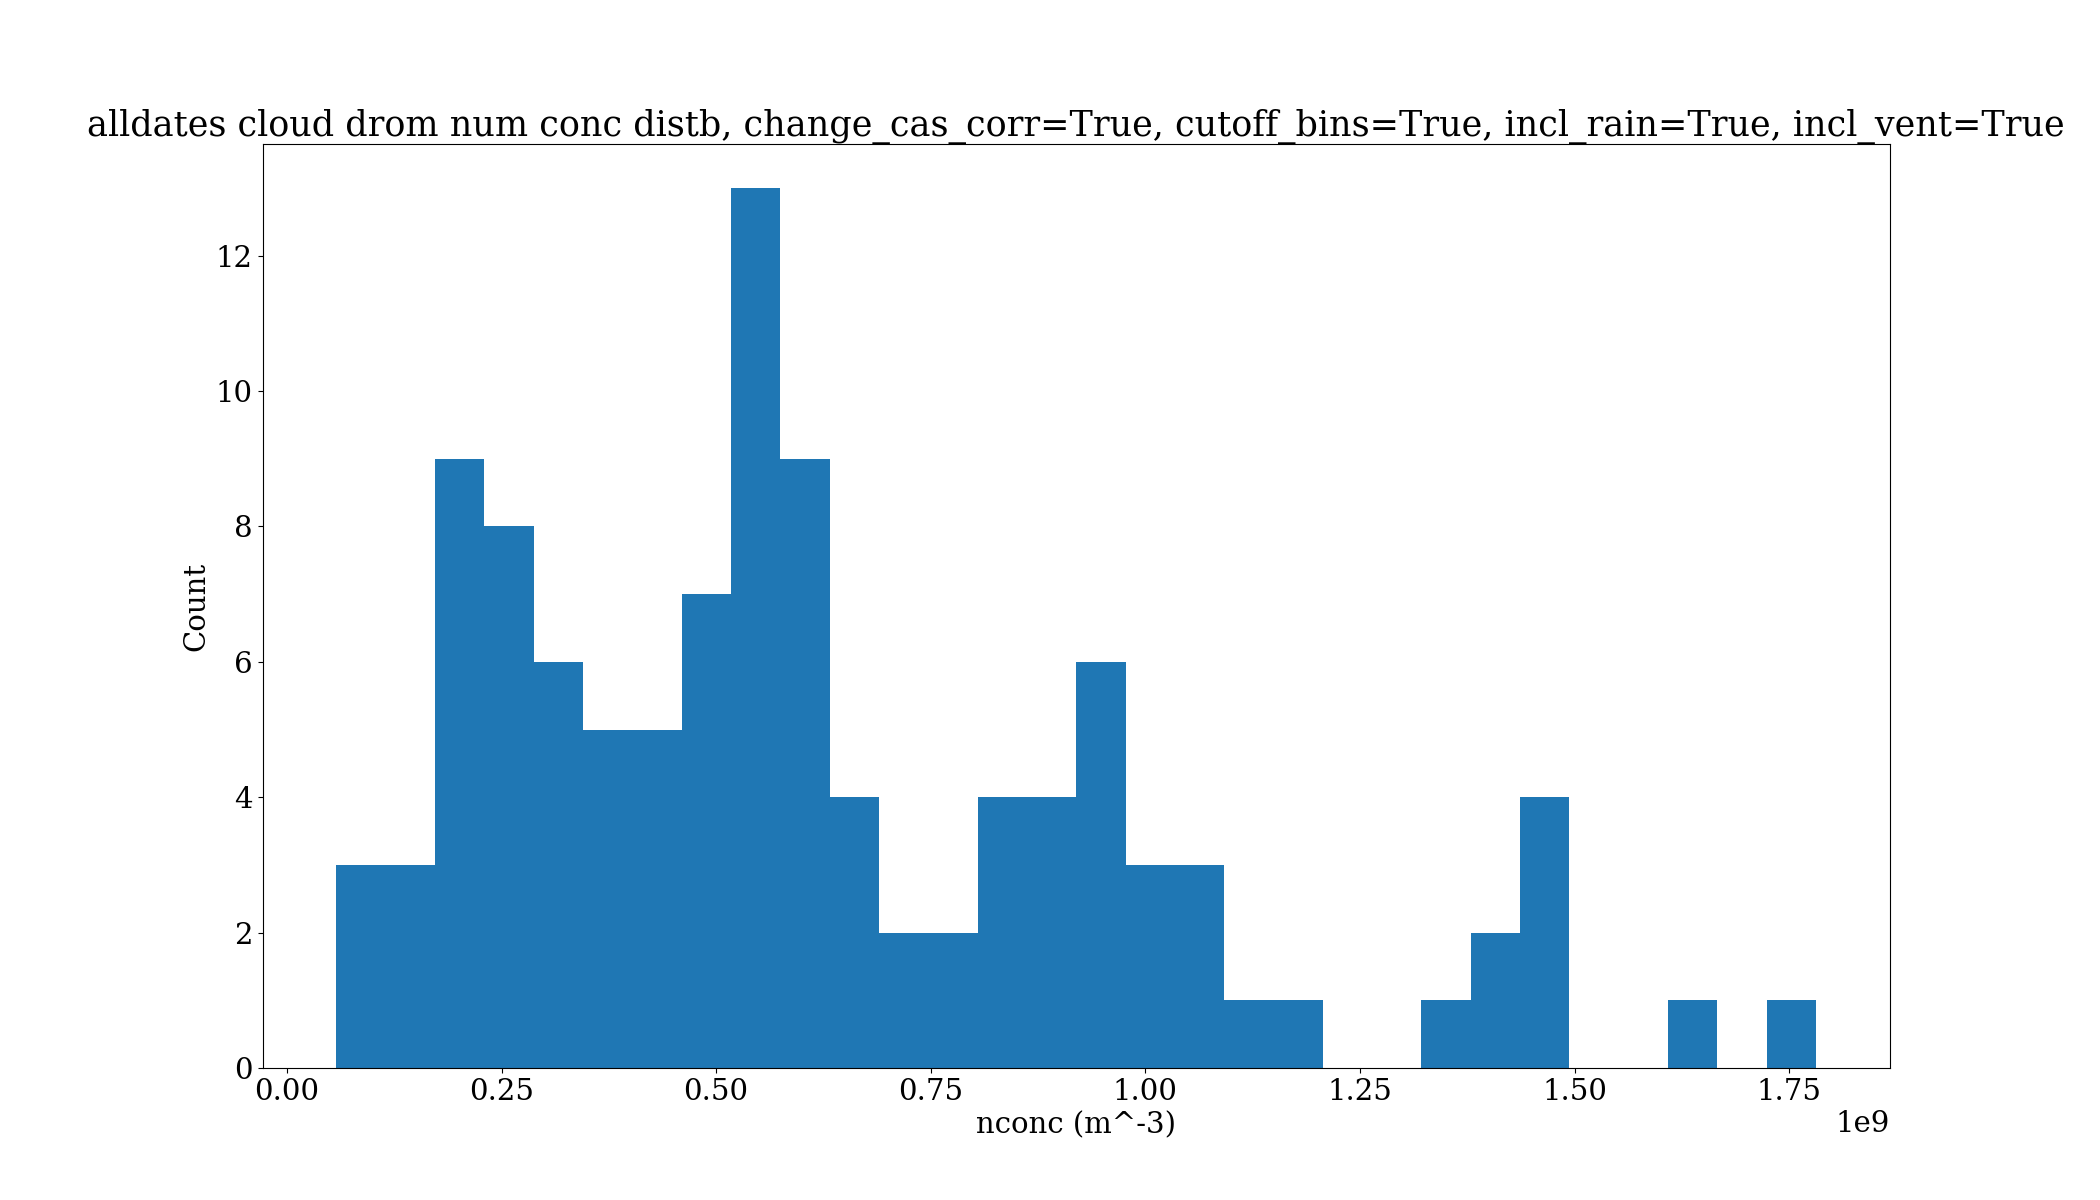 alldates cloud drom num conc distb, change_cas_corr=True, cutoff_bins=True, incl_rain=True, incl_vent=True
12
10
8
6
4
2
0
Count
0.00 0.25 0.50 0.75 1.00 1.25 1.50 1.75
nconc (m^-3)
1e9